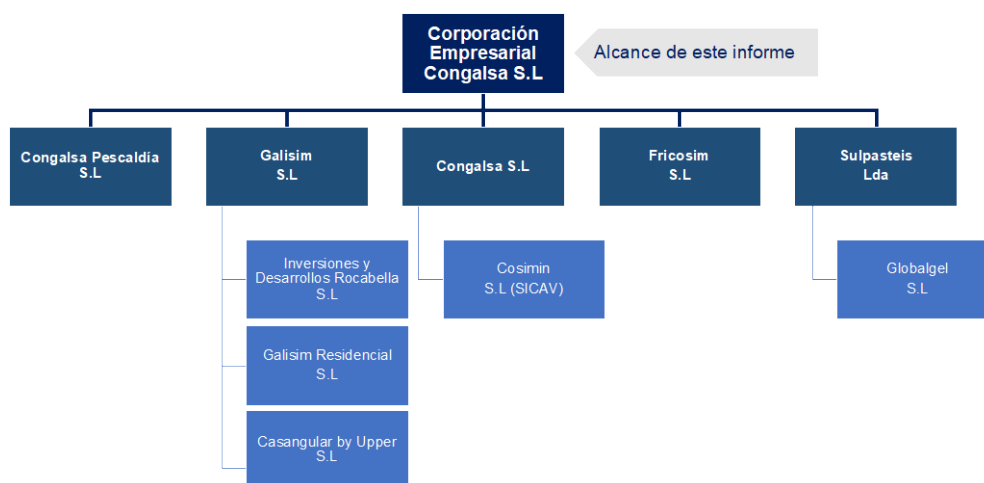 Corporación
Empresarial
Congalsa S.L
Alcance de este informe
Congalsa Pescaldía
S.L
Galisim
S.L
Congalsa S.L
Fricosim
S.L
Sulpasteis
Lda
Inversiones y
Desarrollos Rocabella
S.L
Cosimin
S.L (SICAV)
Globalgel
S.L
Galisim Residencial
S.L
Casangular by Upper
S.L